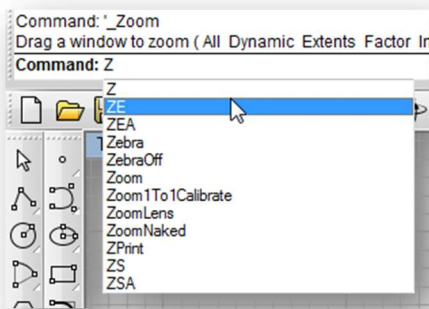 Command: '_Zoom
Drag a window to zoom ( All  Dynamic  Extents  Factor  In
Command: Z
Z
ZE
ZEA
Zebra
ZebraOff
Zoom
Zoom1To1Calibrate
ZoomLens
ZoomNaked
ZPrint
ZS
ZSA